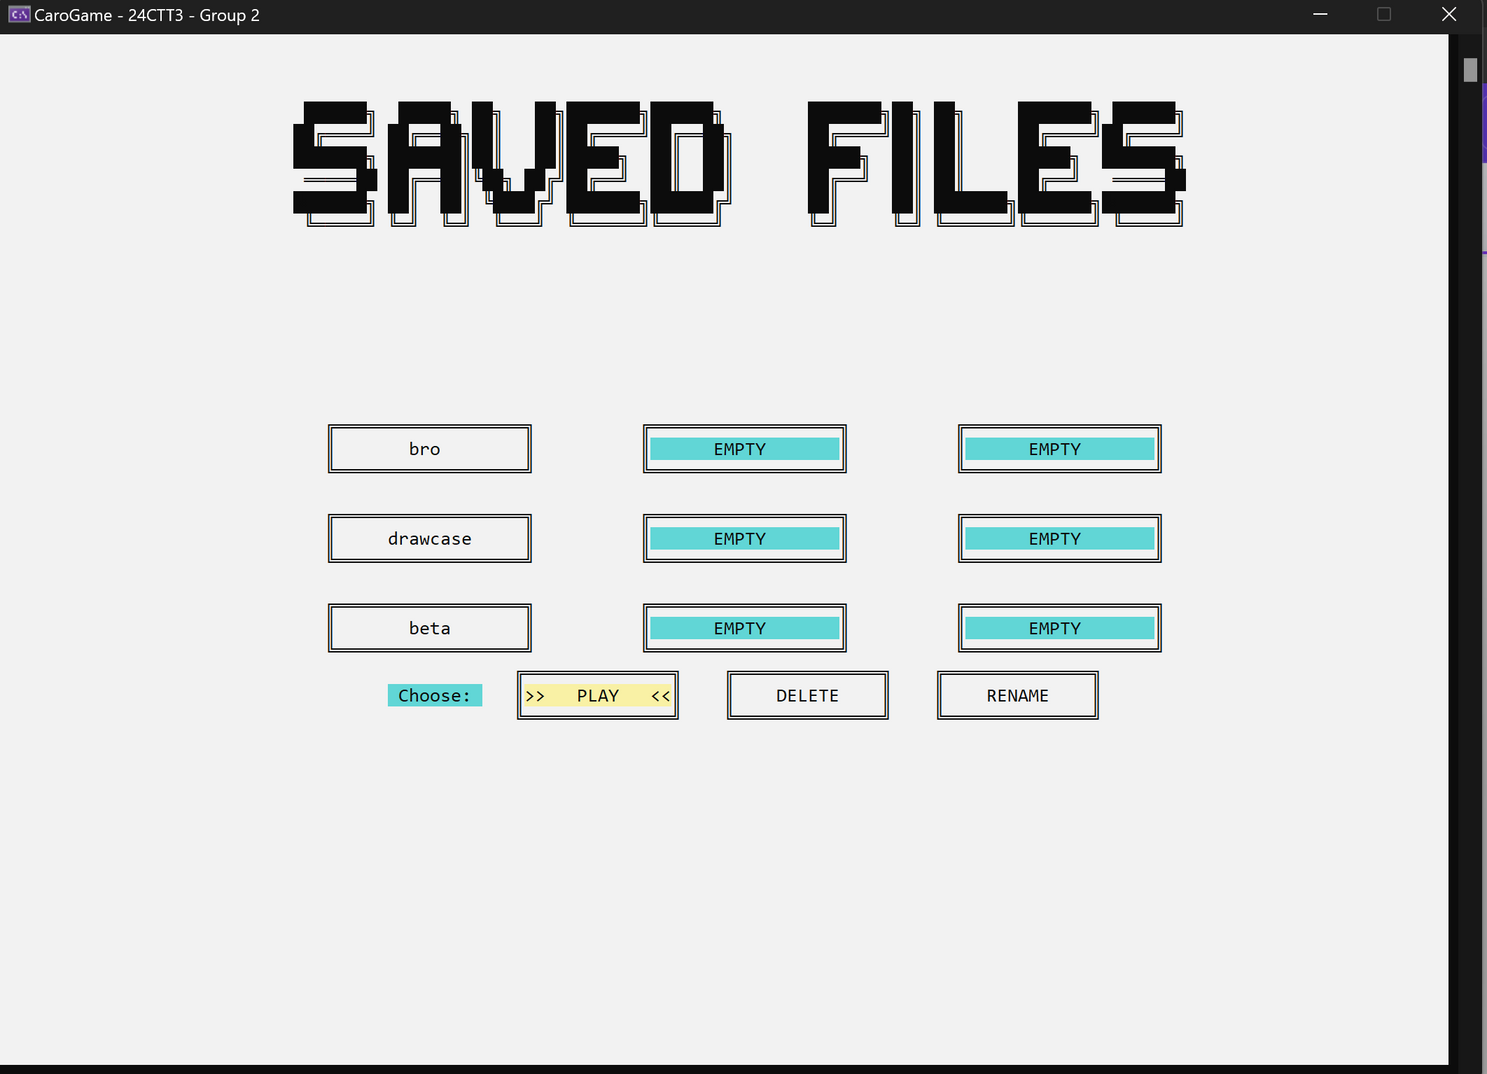 CaroGame - 24CTT3 - Group 2
SAVED FILES
bro EMPTY EMPTY
drawcase EMPTY EMPTY
beta EMPTY EMPTY
Choose: >> PLAY << DELETE RENAME